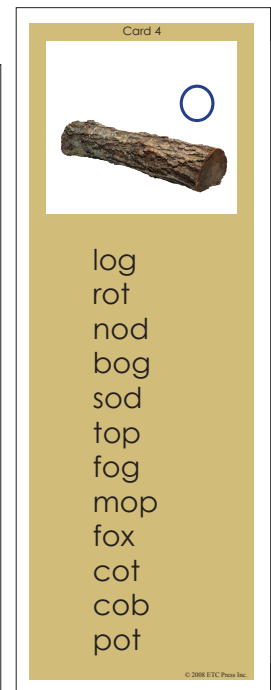 Card 4
o
log
rot
nod
bog
sod
top
fog
mop
fox
cot
cob
pot
© 2008 ETC Press Inc.